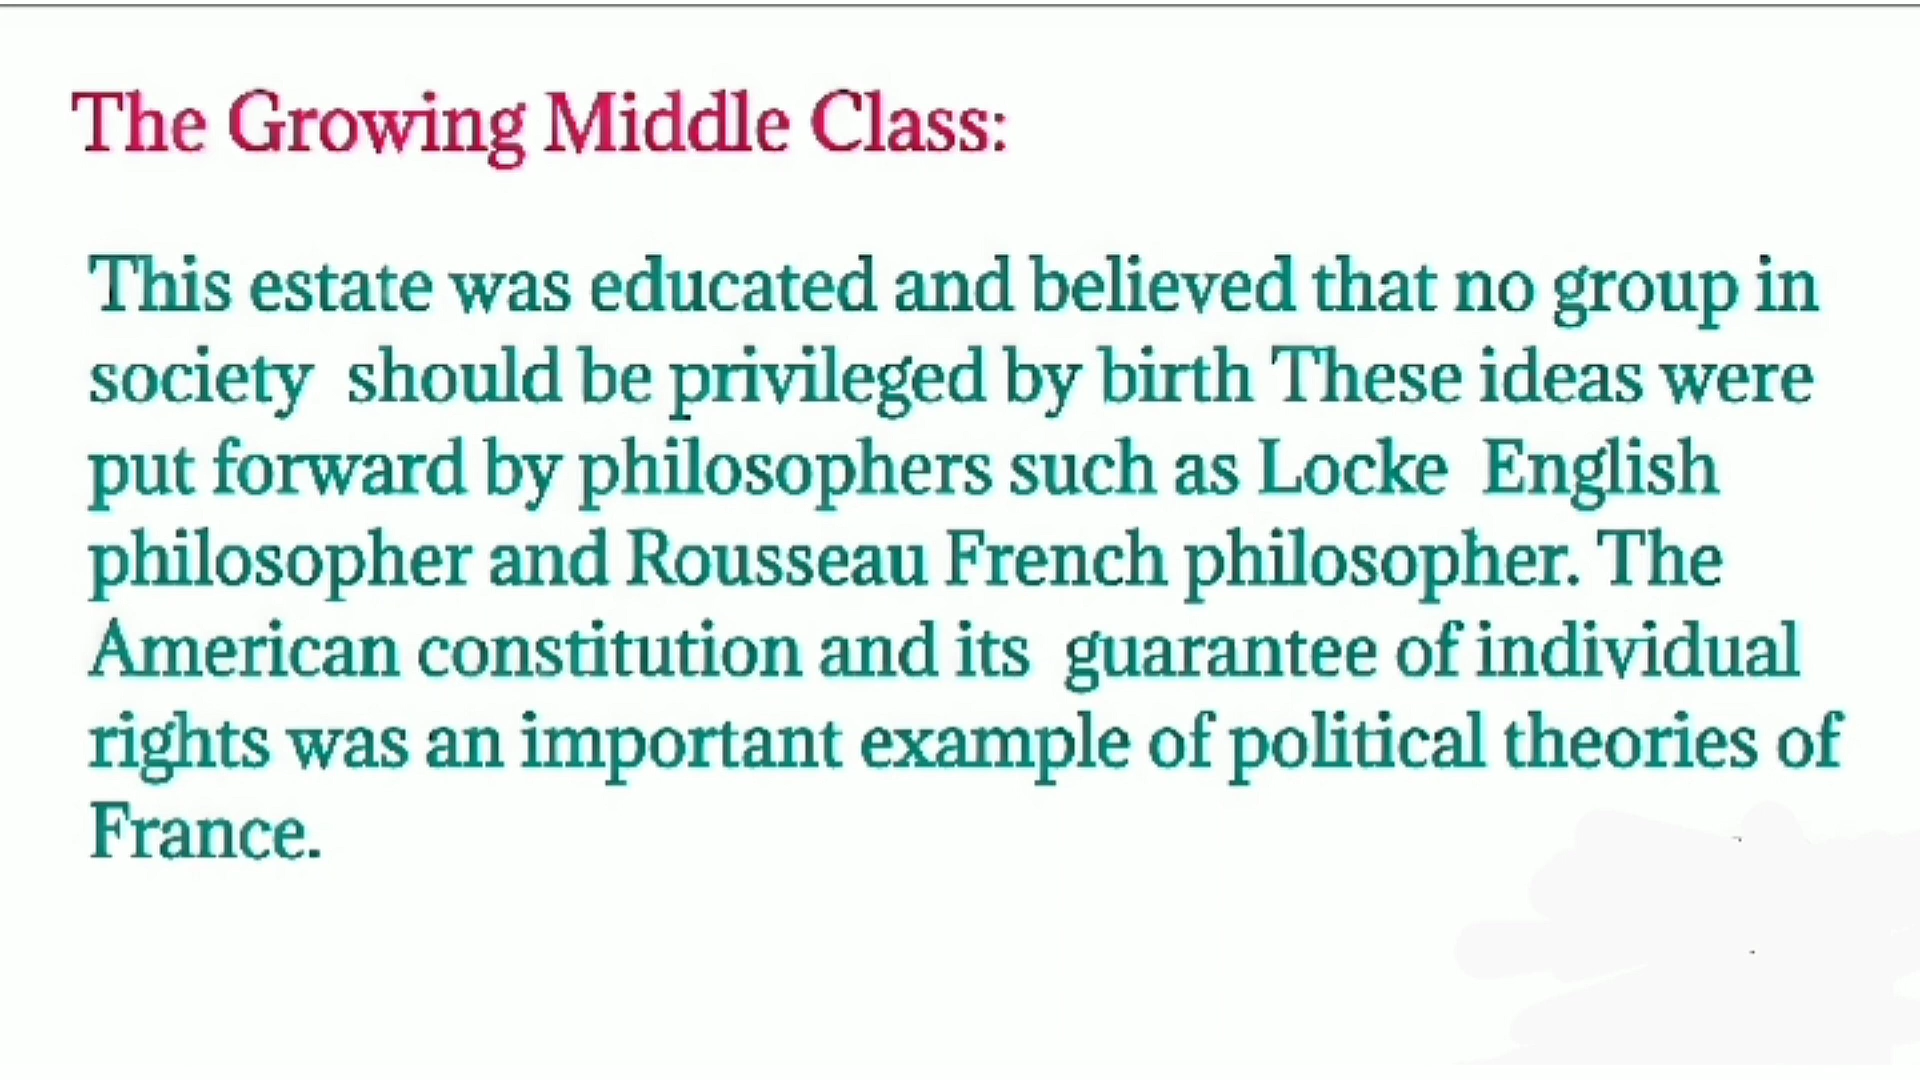 The Growing Middle Class:
This estate was educated and believed that no group in
society should be privileged by birth These ideas were
put forward by philosophers such as Locke English
philosopher and Rousseau French philosopher. The
American constitution and its guarantee of individual
rights was an important example of political theories of
France.